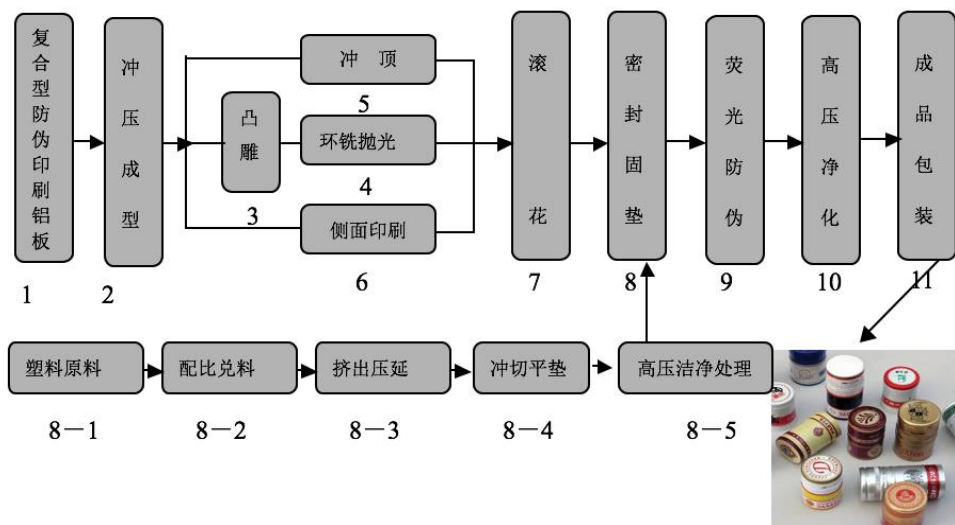 复合型防伪印刷铝板
1
冲压成型
2
凸雕
3
冲 顶
5
环铣抛光
4
侧面印刷
6
滚花
7
密封固垫
8
荧光防伪
9
高压净化
10
成品包装
11
塑料原料
8－1
配比兑料
8－2
挤出压延
8－3
冲切平垫
8－4
高压洁净处理
8－5